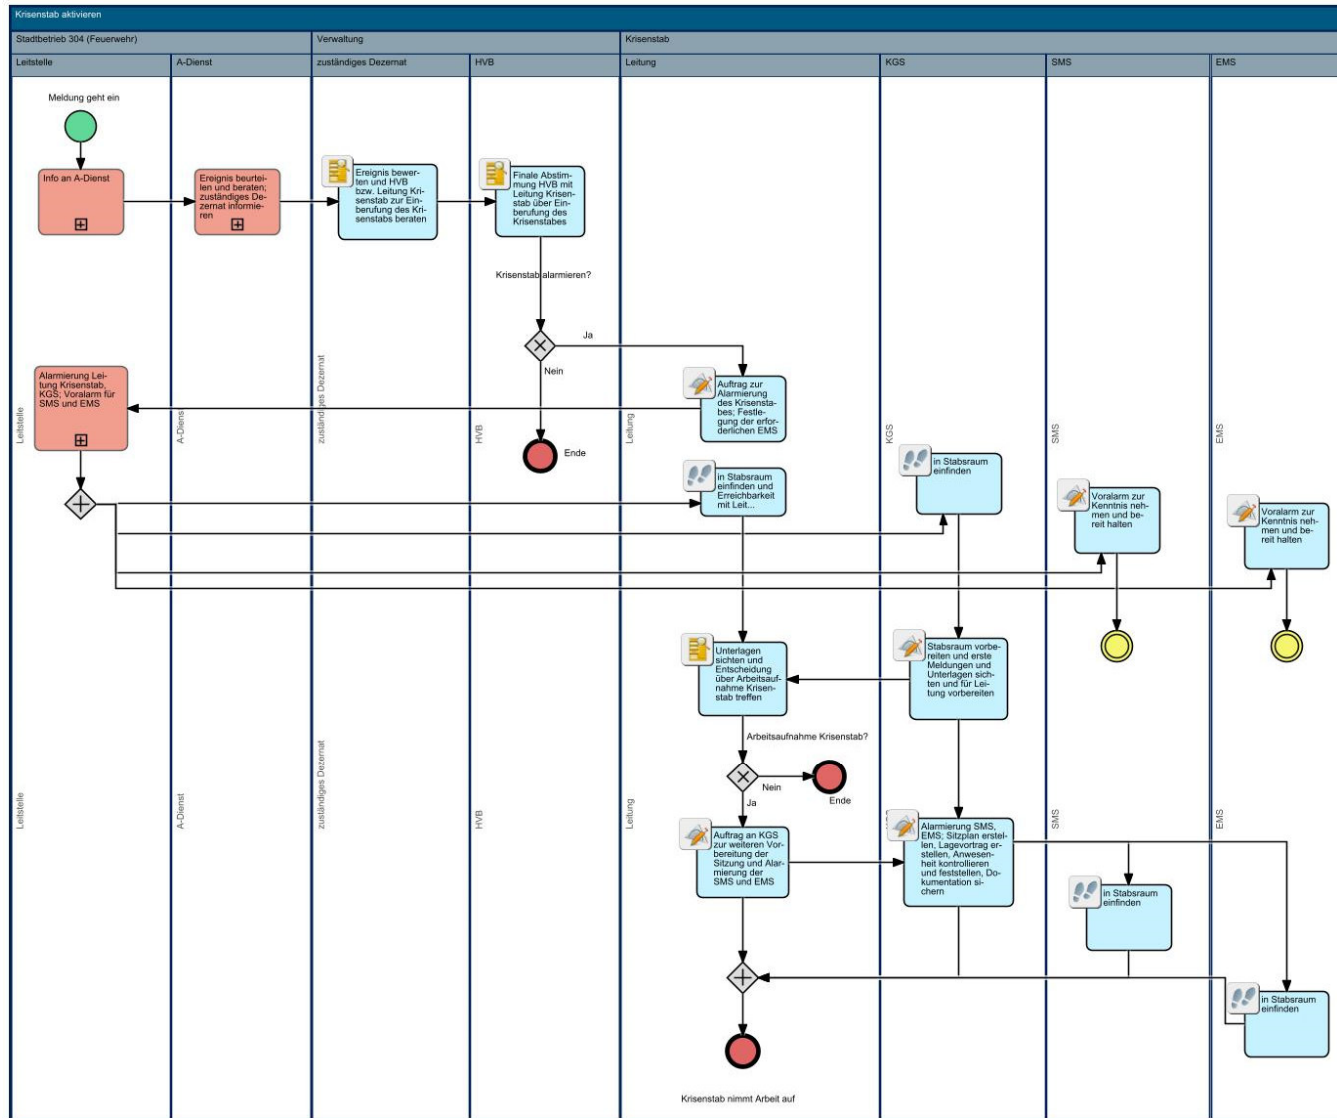 Krisenstab aktivieren
Stadtbetrieb 304 (Feuerwehr)
Verwaltung
Krisenstab
Leitstelle
A-Dienst
zuständiges Dezernat
HVB
Leitung
KGS
SMS
EMS
Meldung geht ein
Info an A-Dienst
Ereignis beurtei-
len und beraten;
zuständiges De-
zernat informie-
ren
Ereignis bewer-
ten und HVB
bzw. Leitung Kri-
senstab zur Ein-
berufung des Kri-
senstabs beraten
Finale Abstim-
mung HVB mit
Leitung Krisen-
stab über Ein-
berufung des
Krisenstabes
Krisenstab alarmieren?
Ja
Nein
Ende
Auftrag zur
Alarmierung
des Krisensta-
bes; Festle-
gung der erfor-
derlichen EMS
Alarmierung Lei-
tung Krisenstab,
KGS; Voralarm für
SMS und EMS
Leitstelle
A-Diens
zuständiges Dezernat
HVB
Leitung
KGS
SMS
EMS
in Stabsraum
einfinden und
Erreichbarkeit
mit Leit...
in Stabsraum
einfinden
Voralarm zur
Kenntnis neh-
men und be-
reit halten
Voralarm zur
Kenntnis neh-
men und be-
reit halten
Unterlagen
sichten und
Entscheidung
über Arbeitsauf-
nahme Krisen-
stab treffen
Stabsraum vorbe-
reiten und erste
Meldungen und
Unterlagen sich-
ten und für Lei-
tung vorbereiten
Arbeitsaufnahme Krisenstab?
Nein
Ende
Ja
Leitstelle
A-Dienst
zuständiges Dezernat
HVB
Leitung
SMS
EMS
Auftrag an KGS
zur weiteren Vor-
bereitung der
Sitzung und Alar-
mierung der
SMS und EMS
Alarmierung SMS,
EMS; Sitzplan erstel-
len, Lagevortrag er-
stellen, Anwesen-
heit kontrollieren
und feststellen, Do-
kumentation si-
chern
in Stabsraum
einfinden
in Stabsraum
einfinden
Krisenstab nimmt Arbeit auf